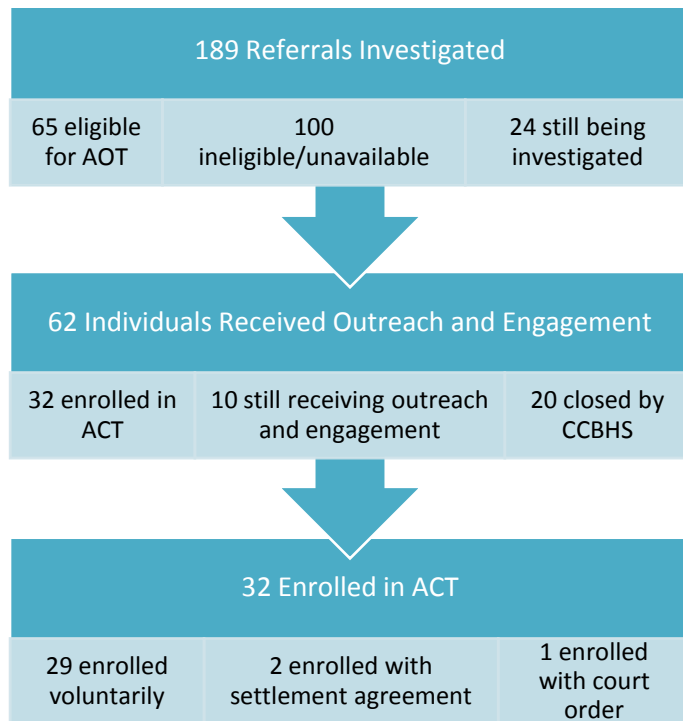 189 Referrals Investigated
65 eligible
for AOT
100
ineligible/unavailable
24 still being
investigated
62 Individuals Received Outreach and Engagement
32 enrolled in
ACT
10 still receiving outreach
and engagement
20 closed by
CCBHS
32 Enrolled in ACT
29 enrolled
voluntarily
2 enrolled with
settlement agreement
1 enrolled
with court
order